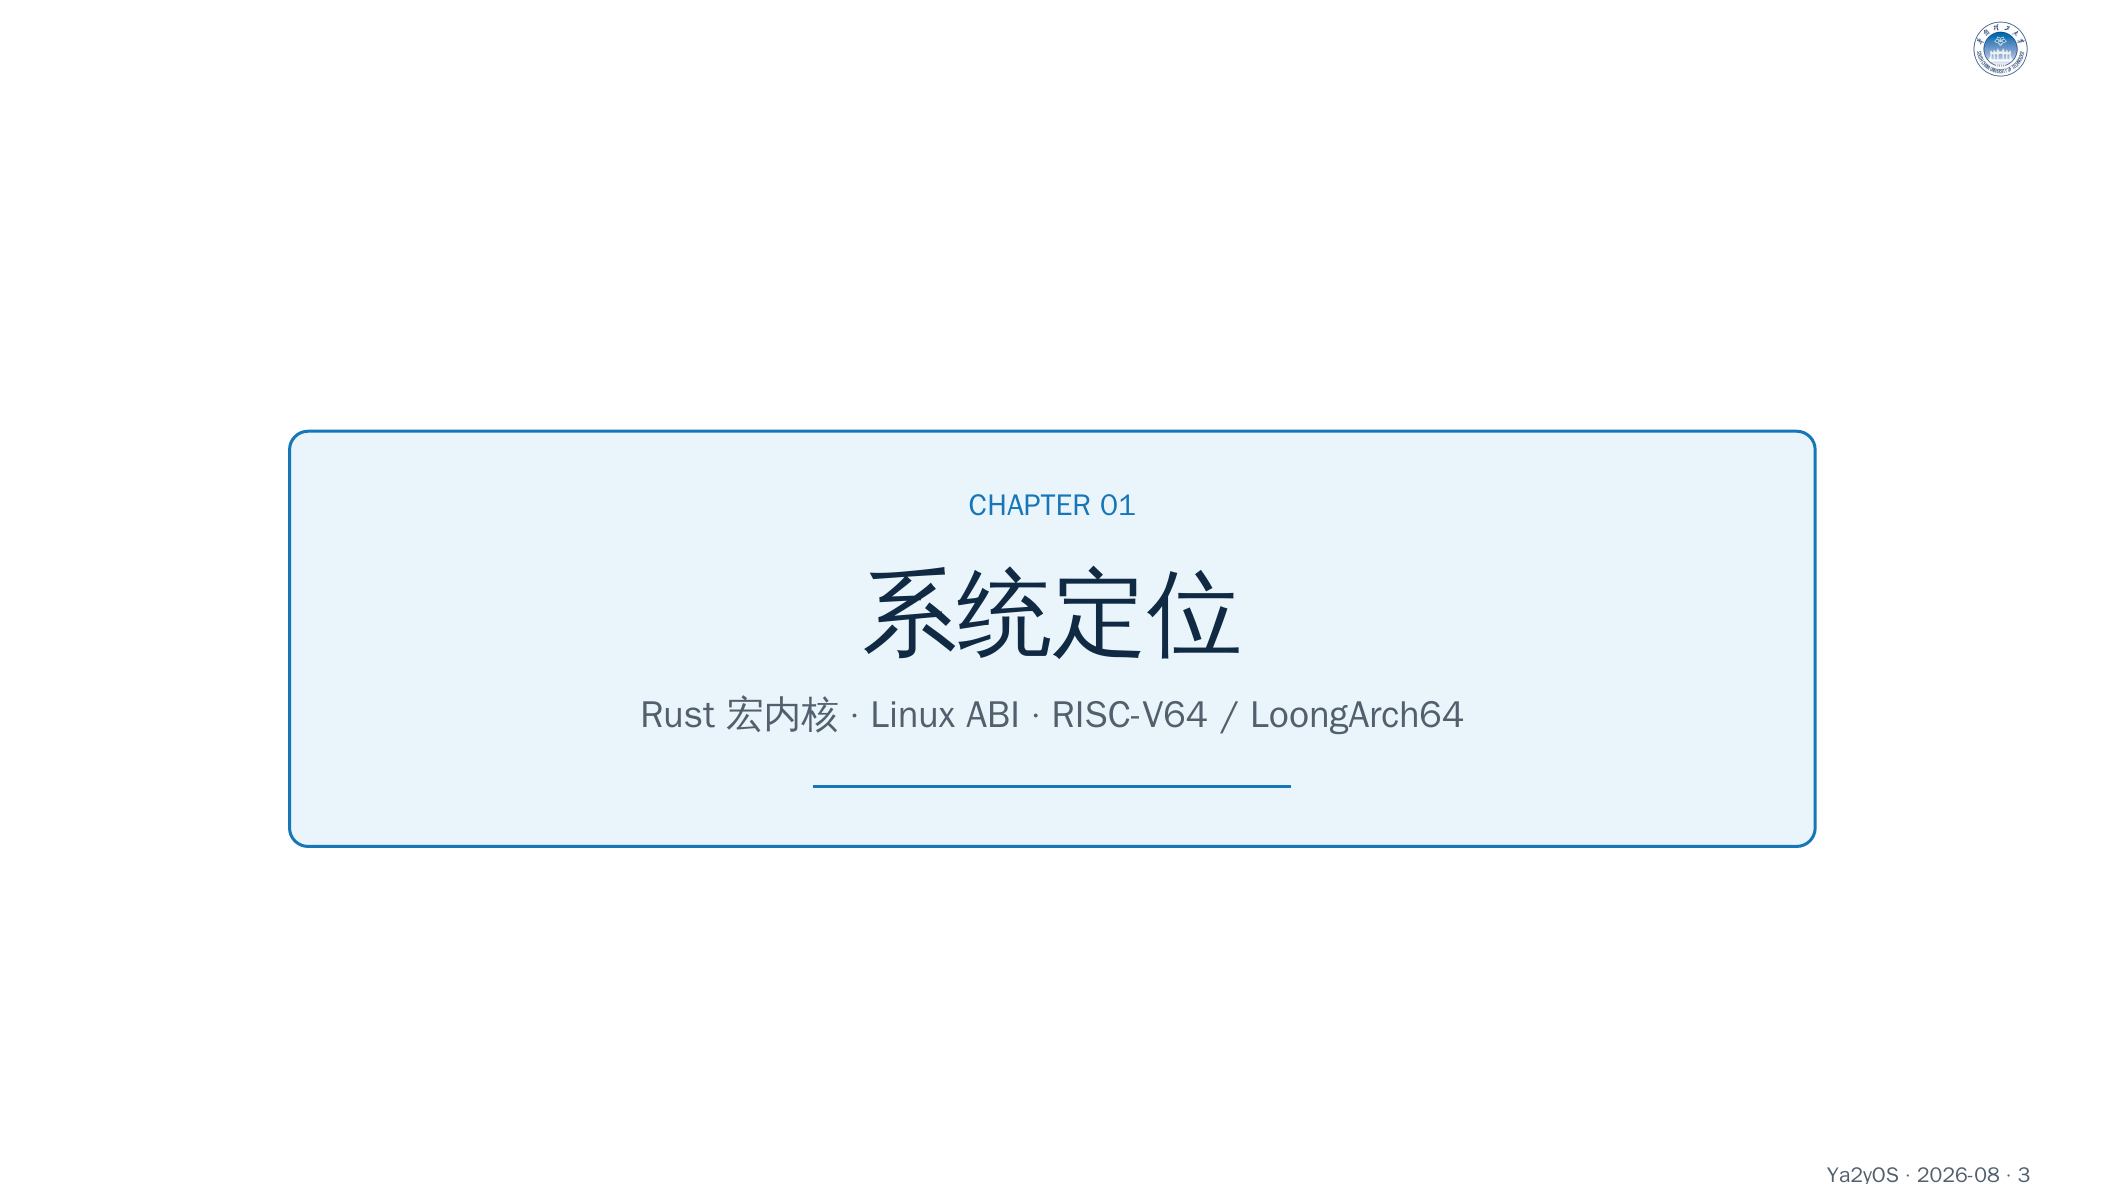 CHAPTER 01
系统定位
Rust 宏内核 · Linux ABI · RISC-V64 / LoongArch64
Ya2yOS · 2026-08 · 3